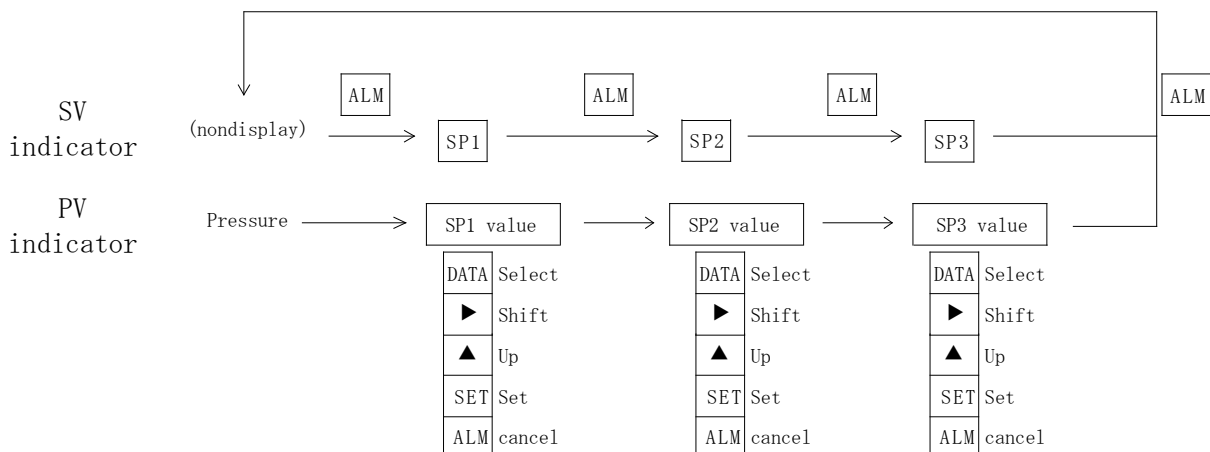 ALM ALM ALM ALM
SV
indicator
(nondisplay) SP1 SP2 SP3
PV
indicator
Pressure SP1 value SP2 value SP3 value
DATA Select DATA Select DATA Select
▶ Shift ▶ Shift ▶ Shift
▲ Up ▲ Up ▲ Up
SET Set SET Set SET Set
ALM cancel ALM cancel ALM cancel